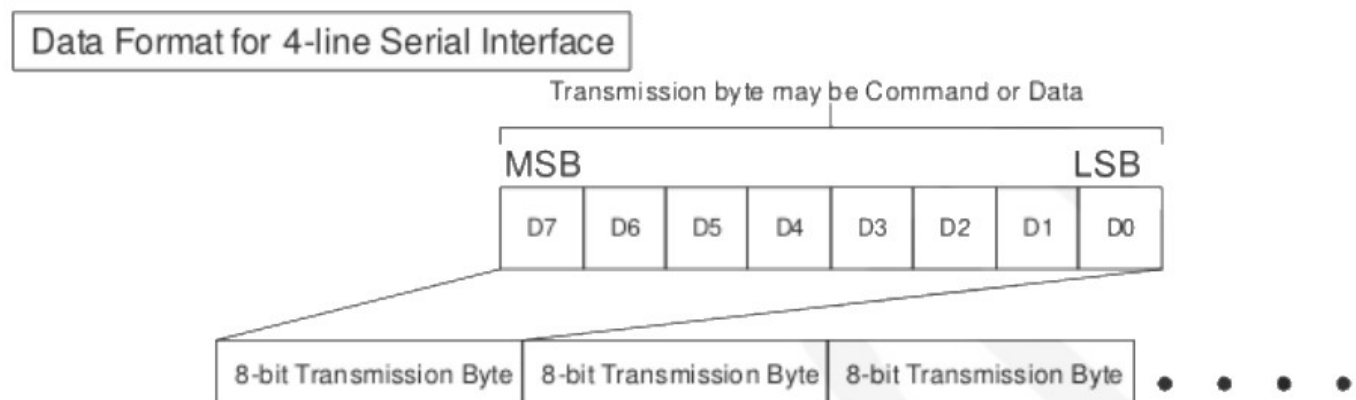 Data Format for 4-line Serial Interface
Transmission byte may be Command or Data
MSB LSB
D7 D6 D5 D4 D3 D2 D1 D0
8-bit Transmission Byte 8-bit Transmission Byte 8-bit Transmission Byte